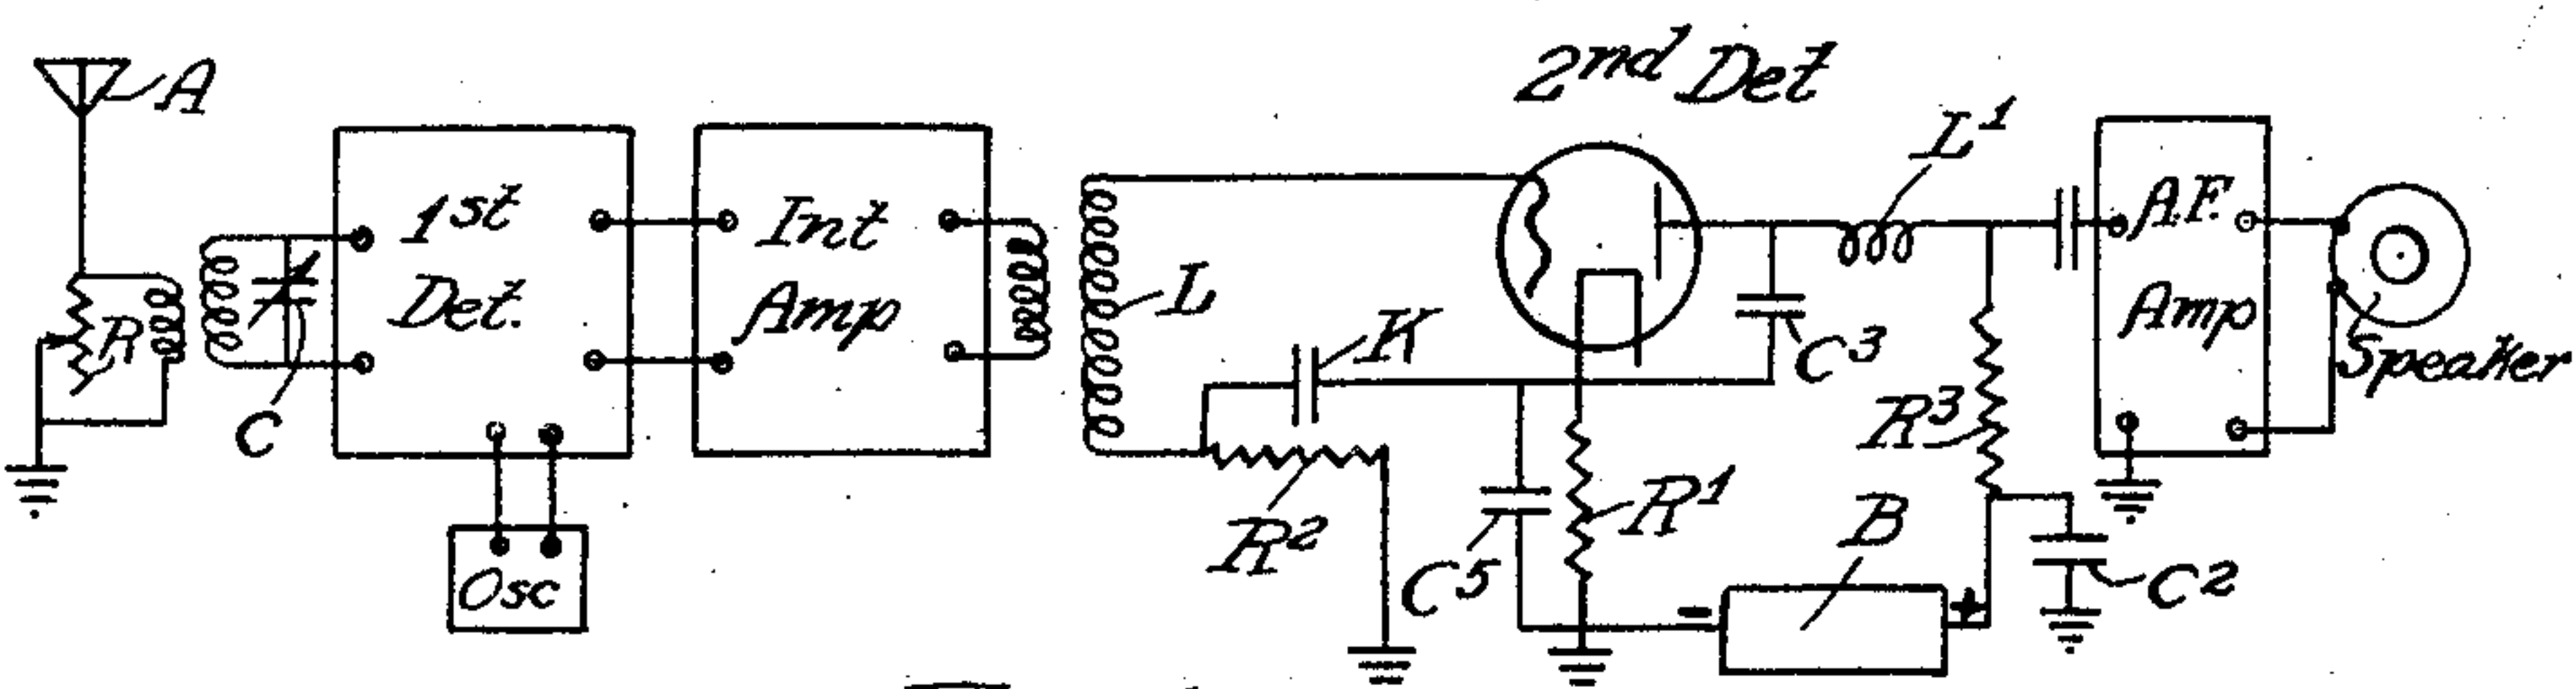 2nd Det
A
R
C
1st
Det.
Osc
Int
Amp
L
K
R2
C5
R1
L1
C3
R3
B
-
+
C2
A.F.
Amp
Speaker